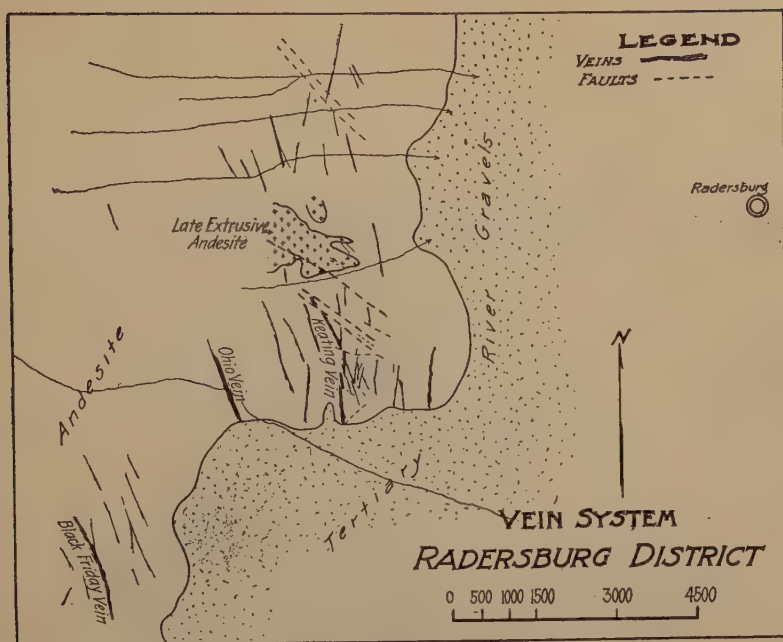 LEGEND
VEINS
FAULTS
River Gravels
Radersburg
Late Extrusive
Andesite
N
Keating Vein
Ohio Vein
Andesite
Tertiary
Black Friday Vein
VEIN SYSTEM
RADERSBURG DISTRICT
0 500 1000 1500 3000 4500